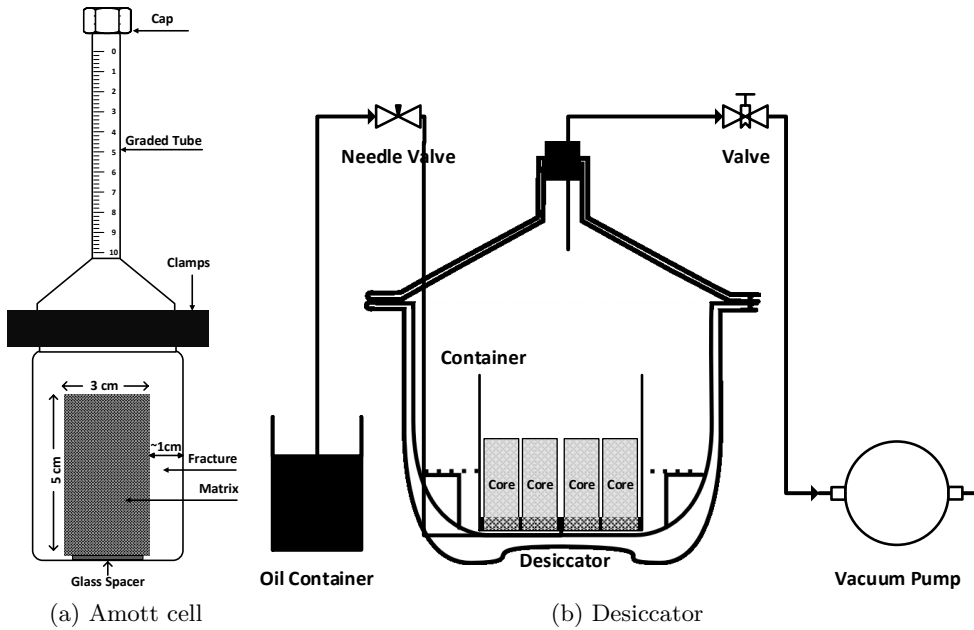 Cap
0
1
2
3
4
5
6
7
8
9
10
Graded Tube
Clamps
3 cm
5 cm
~1cm
Fracture
Matrix
Glass Spacer
(a) Amott cell
Needle Valve
Valve
Container
Core Core Core Core
Desiccator
Oil Container
Vacuum Pump
(b) Desiccator